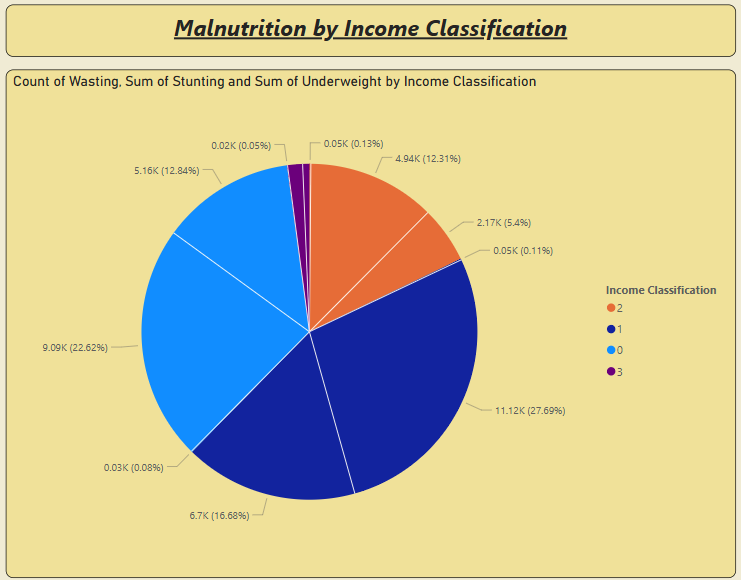 Malnutrition by Income Classification
Count of Wasting, Sum of Stunting and Sum of Underweight by Income Classification
0.02K (0.05%)
0.05K (0.13%)
5.16K (12.84%)
4.94K (12.31%)
2.17K (5.4%)
0.05K (0.11%)
Income Classification
2
1
0
3
9.09K (22.62%)
11.12K (27.69%)
0.03K (0.08%)
6.7K (16.68%)